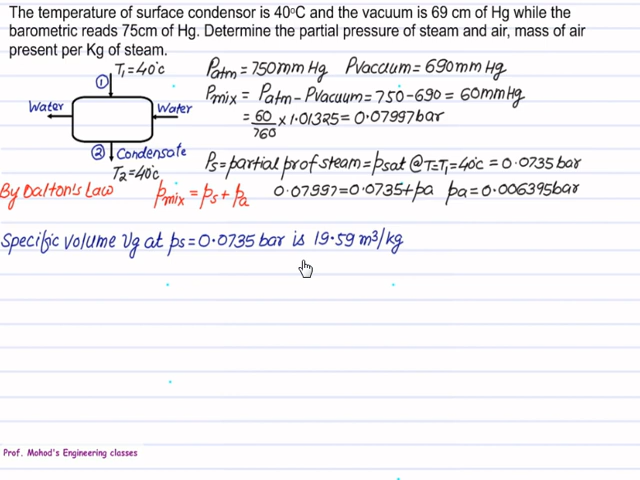 The temperature of surface condensor is 40°C and the vacuum is 69 cm of Hg while the
barometric reads 75cm of Hg. Determine the partial pressure of steam and air, mass of air
present per Kg of steam.
T₁=40°C
①
Water
Water
② Condensate
T₂=40°C
Patm=750mm Hg Pvaccum=690mm Hg
Pmix = Patm-Pvacuum=750-690=60mmHg
=60/760×1.01325=0.07997bar
Ps=partial pr of steam=psat@T=T₁=40°C=0.0735 bar
By Dalton's Law pmix=ps+pa 0.07997=0.0735+pa pa=0.006395bar
Specific volume Vg at ps=0.0735 bar is 19.59 m³/kg
Prof. Mohod's Engineering classes